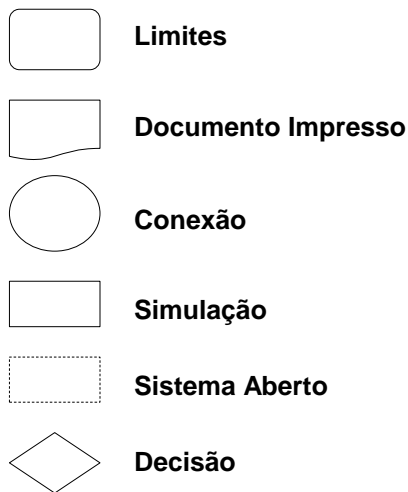 Limites
Documento Impresso
Conexão
Simulação
Sistema Aberto
Decisão